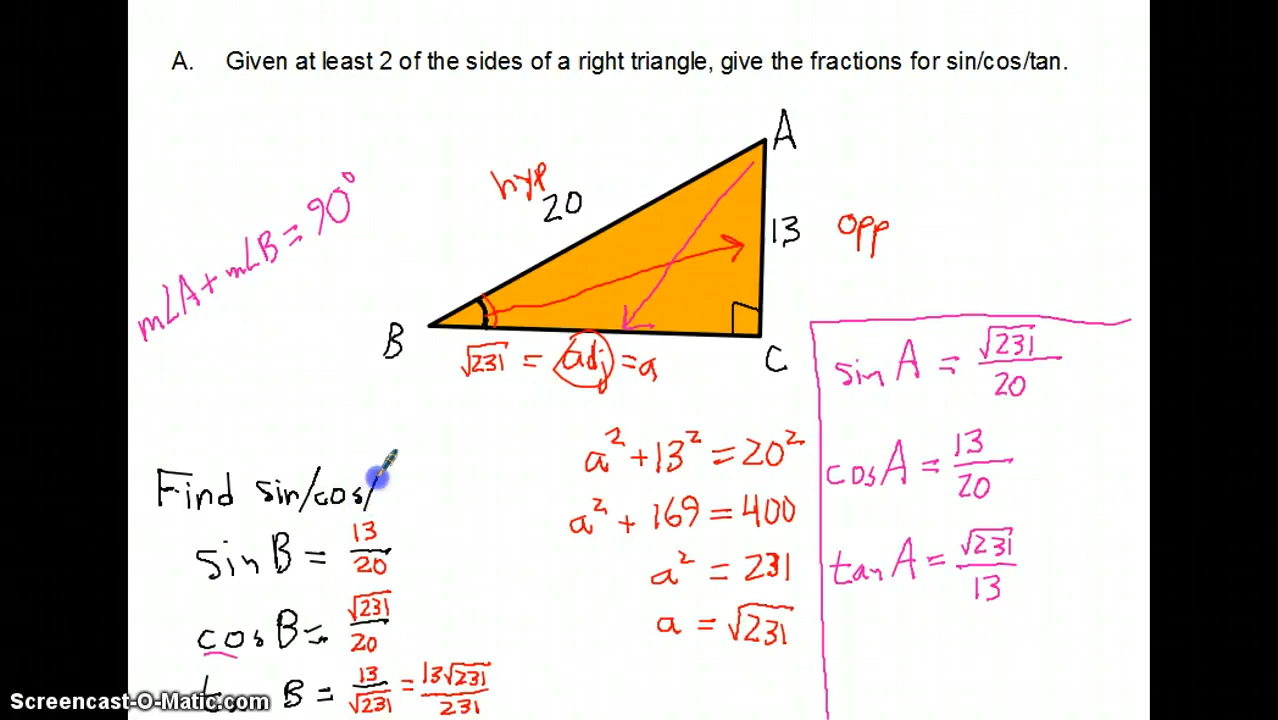 A. Given at least 2 of the sides of a right triangle, give the fractions for sin/cos/tan.
A
hyp
20
13 opp
m∠A + m∠B = 90°
B
√231 = adj = a
C
sin A = √231/20
cos A = 13/20
tan A = √231/13
a² + 13² = 20²
a² + 169 = 400
a² = 231
a = √231
Find sin/cos/
sin B = 13/20
cos B = √231/20
B = 13/√231 = 13√231/231
Screencast-O-Matic.com